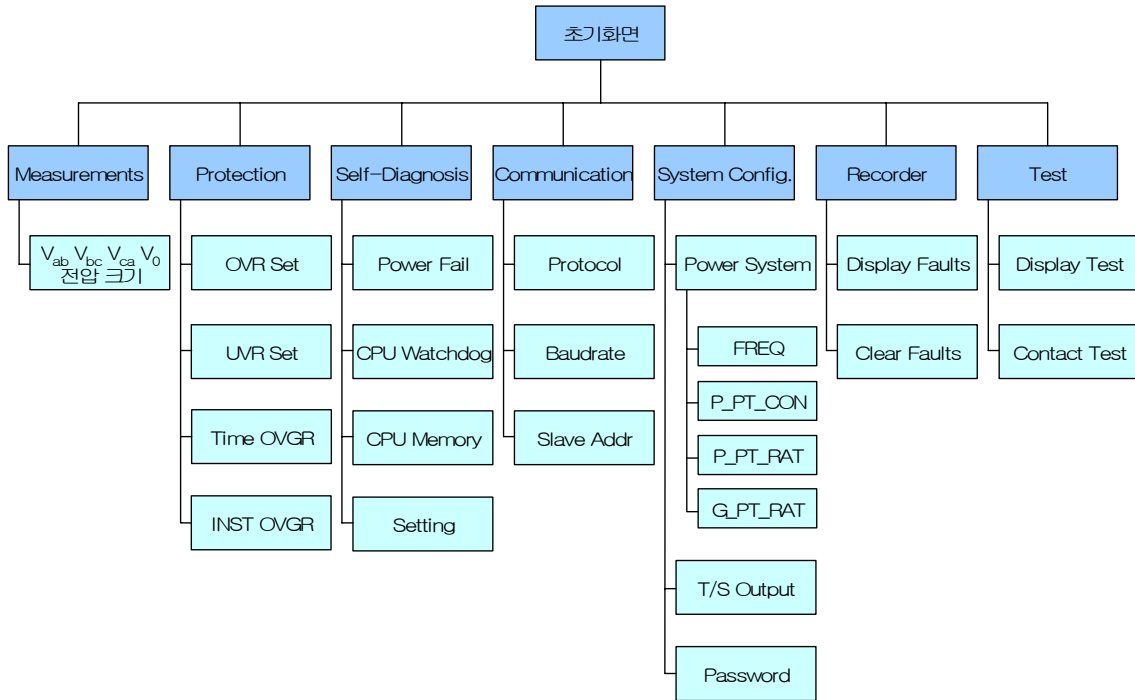 초기화면
Measurements
Protection
Self-Diagnosis
Communication
System Config.
Recorder
Test
Vab Vbc Vca V0
전압 크기
OVR Set
UVR Set
Time OVGR
INST OVGR
Power Fail
CPU Watchdog
CPU Memory
Setting
Protocol
Baudrate
Slave Addr
Power System
FREQ
P_PT_CON
P_PT_RAT
G_PT_RAT
T/S Output
Password
Display Faults
Clear Faults
Display Test
Contact Test